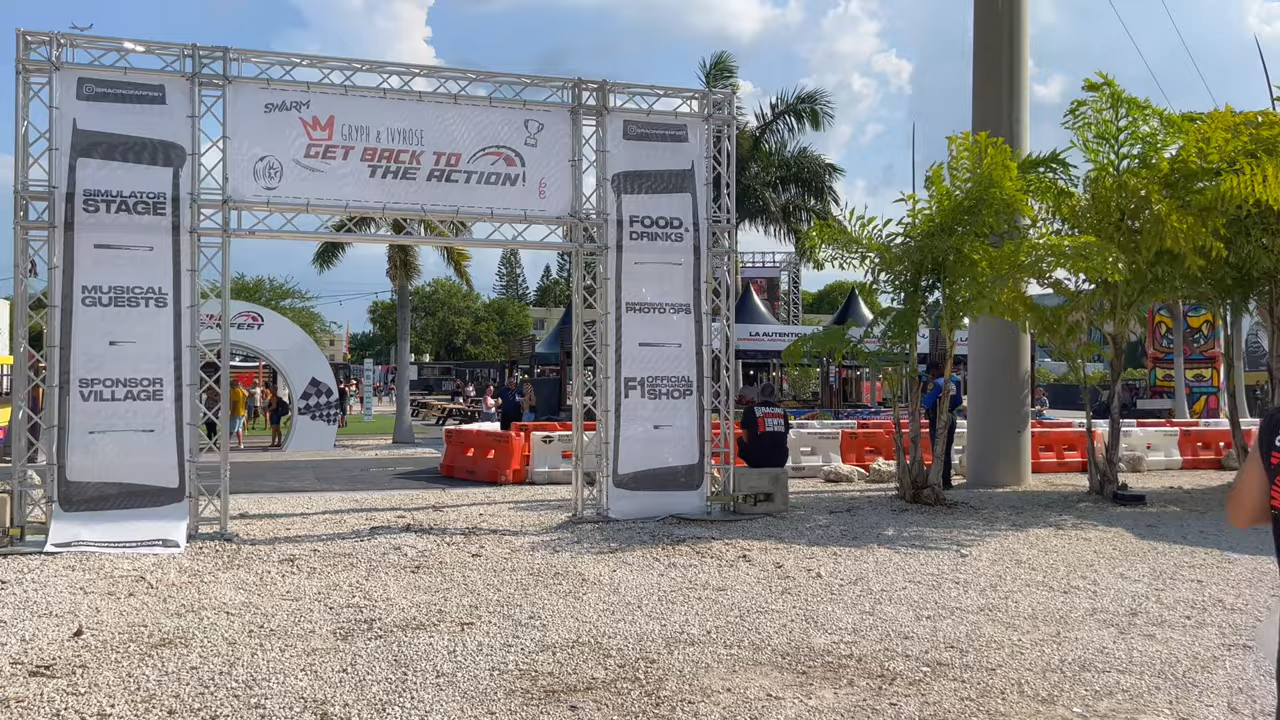 @RACINGFANFEST
SIMULATOR
STAGE
MUSICAL
GUESTS
SPONSOR
VILLAGE
RACINGFANFEST.COM
SWARM
GRYPH & IVYROSE
GET BACK TO
THE ACTION!
@RACINGFANFEST
FOOD &
DRINKS
IMMERSIVE RACING
PHOTO OPS
F1 OFFICIAL
MERCHANDISE
SHOP
FANFEST
LA AUTENTICA
RACING